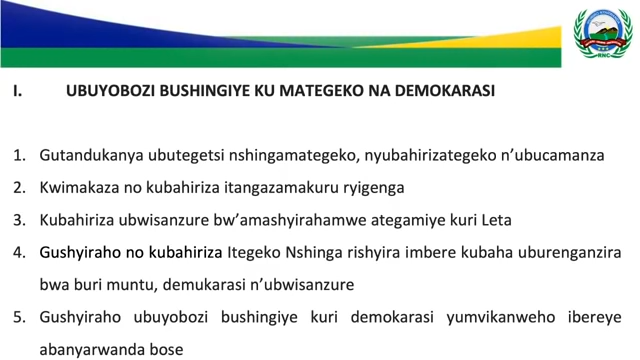 RNC
I. UBUYOBOZI BUSHINGIYE KU MATEGEKO NA DEMOKARASI
1. Gutandukanya ubutegetsi nshingamategeko, nyubahirizategeko n’ubucamanza
2. Kwimakaza no kubahiriza itangazamakuru ryigenga
3. Kubahiriza ubwisanzure bw’amashyirahamwe ategamiye kuri Leta
4. Gushyiraho no kubahiriza Itegeko Nshinga rishyira imbere kubaha uburenganzira
bwa buri muntu, demukarasi n’ubwisanzure
5. Gushyiraho ubuyobozi bushingiye kuri demokarasi yumvikanweho ibereye
abanyarwanda bose